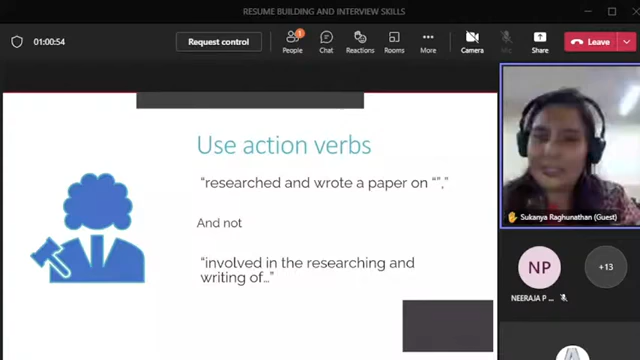 RESUME BUILDING AND INTERVIEW SKILLS
01:00:54
Request control
1
People
Chat
Reactions
Rooms
More
Camera
Mic
Share
Leave
Use action verbs
“researched and wrote a paper on “”.”
And not
“involved in the researching and
writing of…”
Sukanya Raghunathan (Guest)
NP
+13
NEERAJA P ...
A